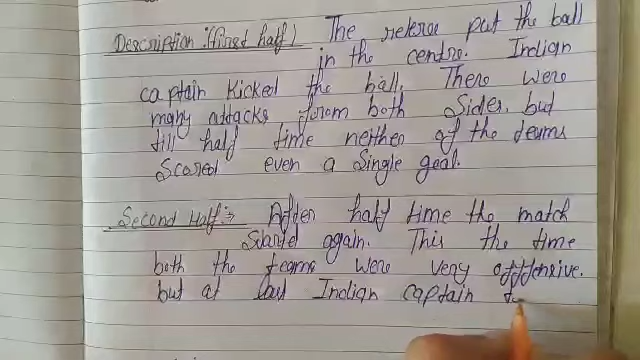 Description :(first half) The referee put the ball
in the centre. Indian
captain kicked the ball. There were
many attacks from both Sides, but
till half time neither of the teams
Scored even a Single goal.
Second Half :- After half time the match
Started again. This the time
both the teams were very offensive.
but at last Indian captain